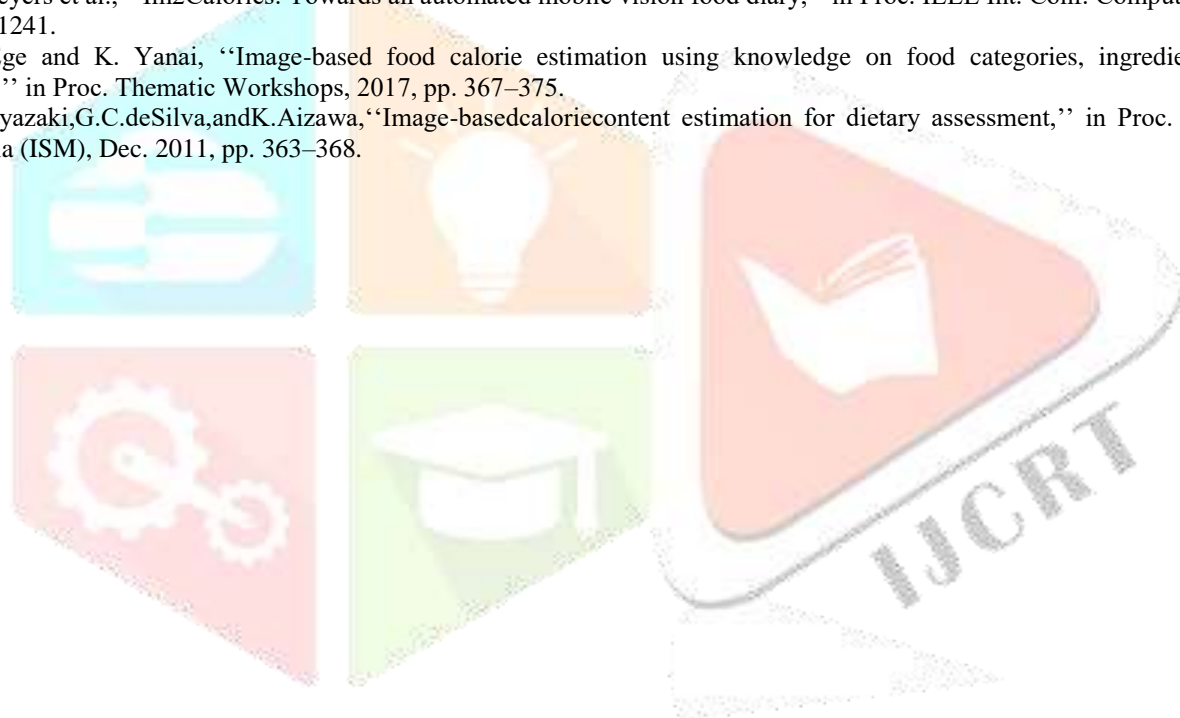 eyers et al., ‘‘Im2Calories: Towards an automated mobile vision food diary,’’ in Proc. IEEE Int. Conf. Comput
1241.
ge and K. Yanai, ‘‘Image-based food calorie estimation using knowledge on food categories, ingredie
’’ in Proc. Thematic Workshops, 2017, pp. 367–375.
yazaki,G.C.deSilva,andK.Aizawa,‘‘Image-basedcaloriecontent estimation for dietary assessment,’’ in Proc.
a (ISM), Dec. 2011, pp. 363–368.
IJCRT